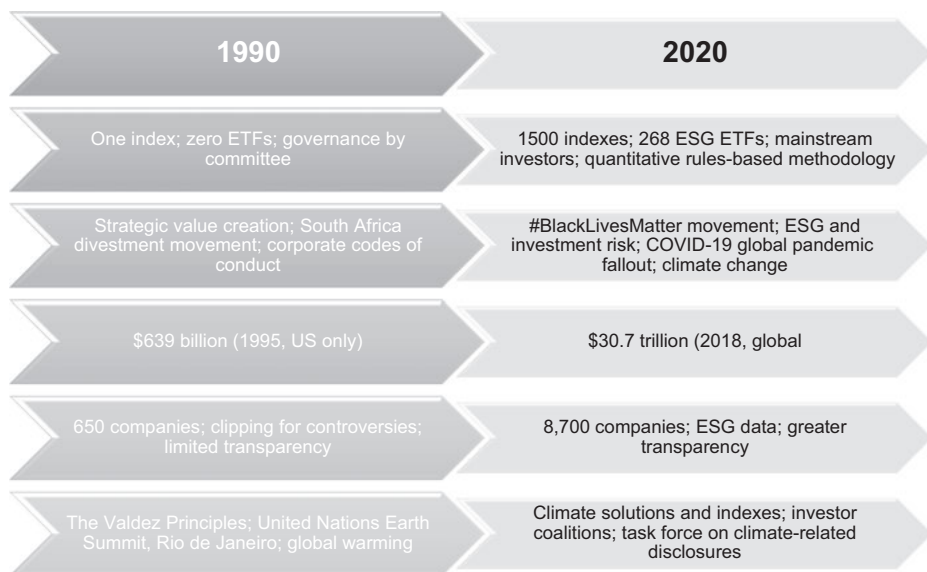 1990
2020
One index; zero ETFs; governance by
committee
1500 indexes; 268 ESG ETFs; mainstream
investors; quantitative rules-based methodology
Strategic value creation; South Africa
divestment movement; corporate codes of
conduct
#BlackLivesMatter movement; ESG and
investment risk; COVID-19 global pandemic
fallout; climate change
$639 billion (1995, US only)
$30.7 trillion (2018, global
650 companies; clipping for controversies;
limited transparency
8,700 companies; ESG data; greater
transparency
The Valdez Principles; United Nations Earth
Summit, Rio de Janeiro; global warming
Climate solutions and indexes; investor
coalitions; task force on climate-related
disclosures